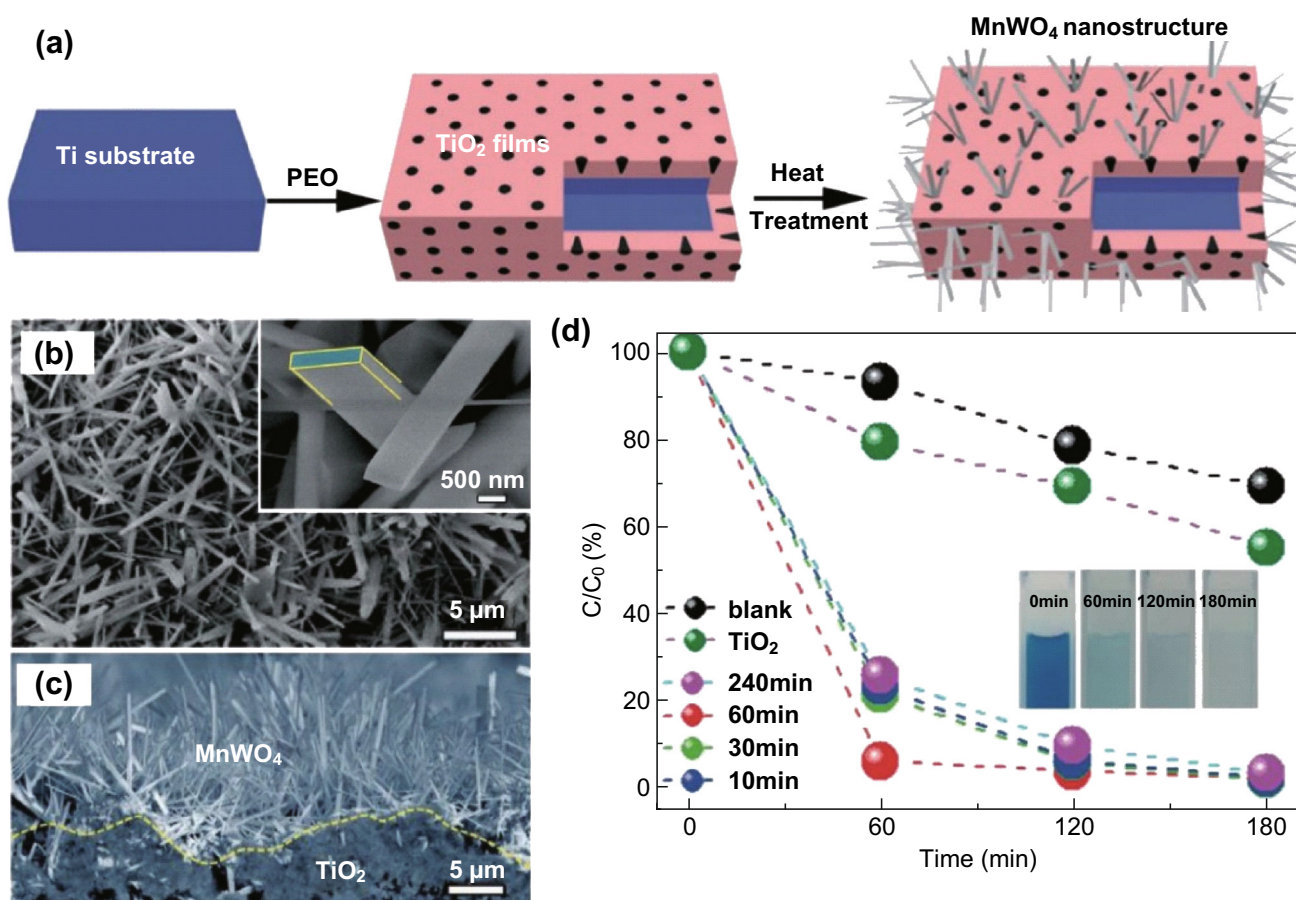 (a)
MnWO₄ nanostructure
Ti substrate
PEO
TiO₂ films
Heat
Treatment
(b)
500 nm
5 µm
(c)
MnWO₄
TiO₂
5 µm
(d)
C/C₀ (%)
100
80
60
40
20
0
blank
TiO₂
240min
60min
30min
10min
0min 60min 120min 180min
0 60 120 180
Time (min)